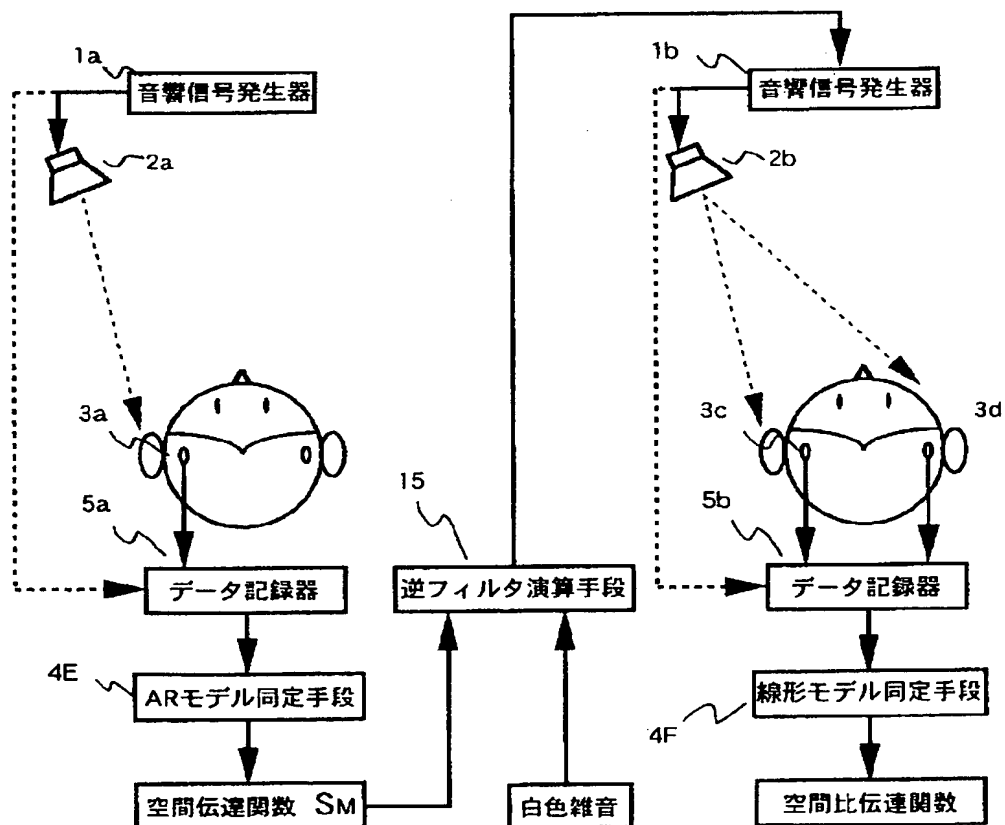 1a
音響信号発生器
2a
3a
5a
データ記録器
4E
ARモデル同定手段
空間伝達関数 SM
15
逆フィルタ演算手段
白色雑音
1b
音響信号発生器
2b
3c
3d
5b
データ記録器
線形モデル同定手段
4F
空間比伝連関数